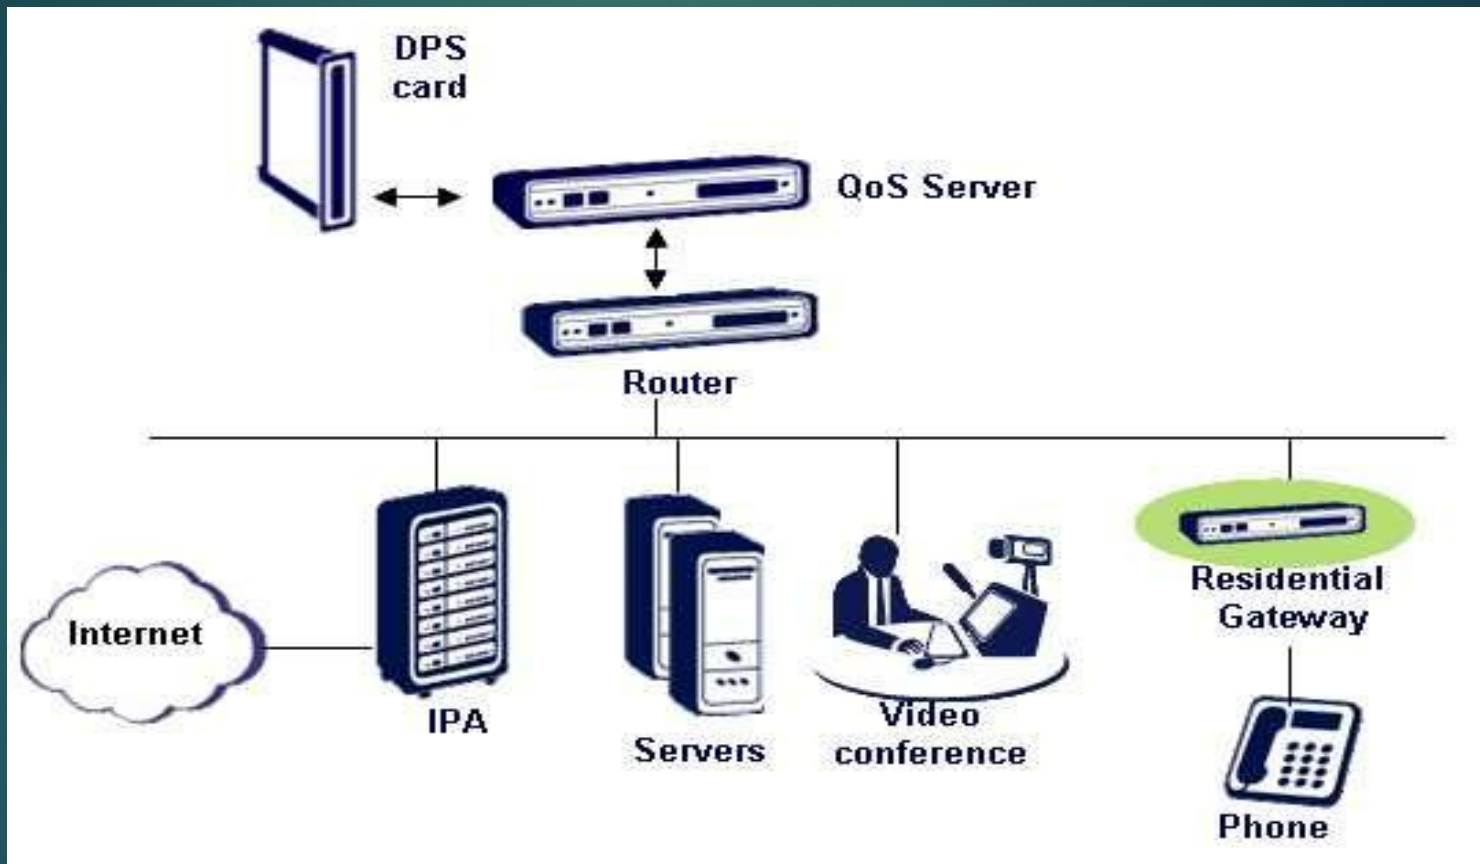 DPS
card
QoS Server
Router
Internet
IPA
Servers
Video
conference
Residential
Gateway
Phone